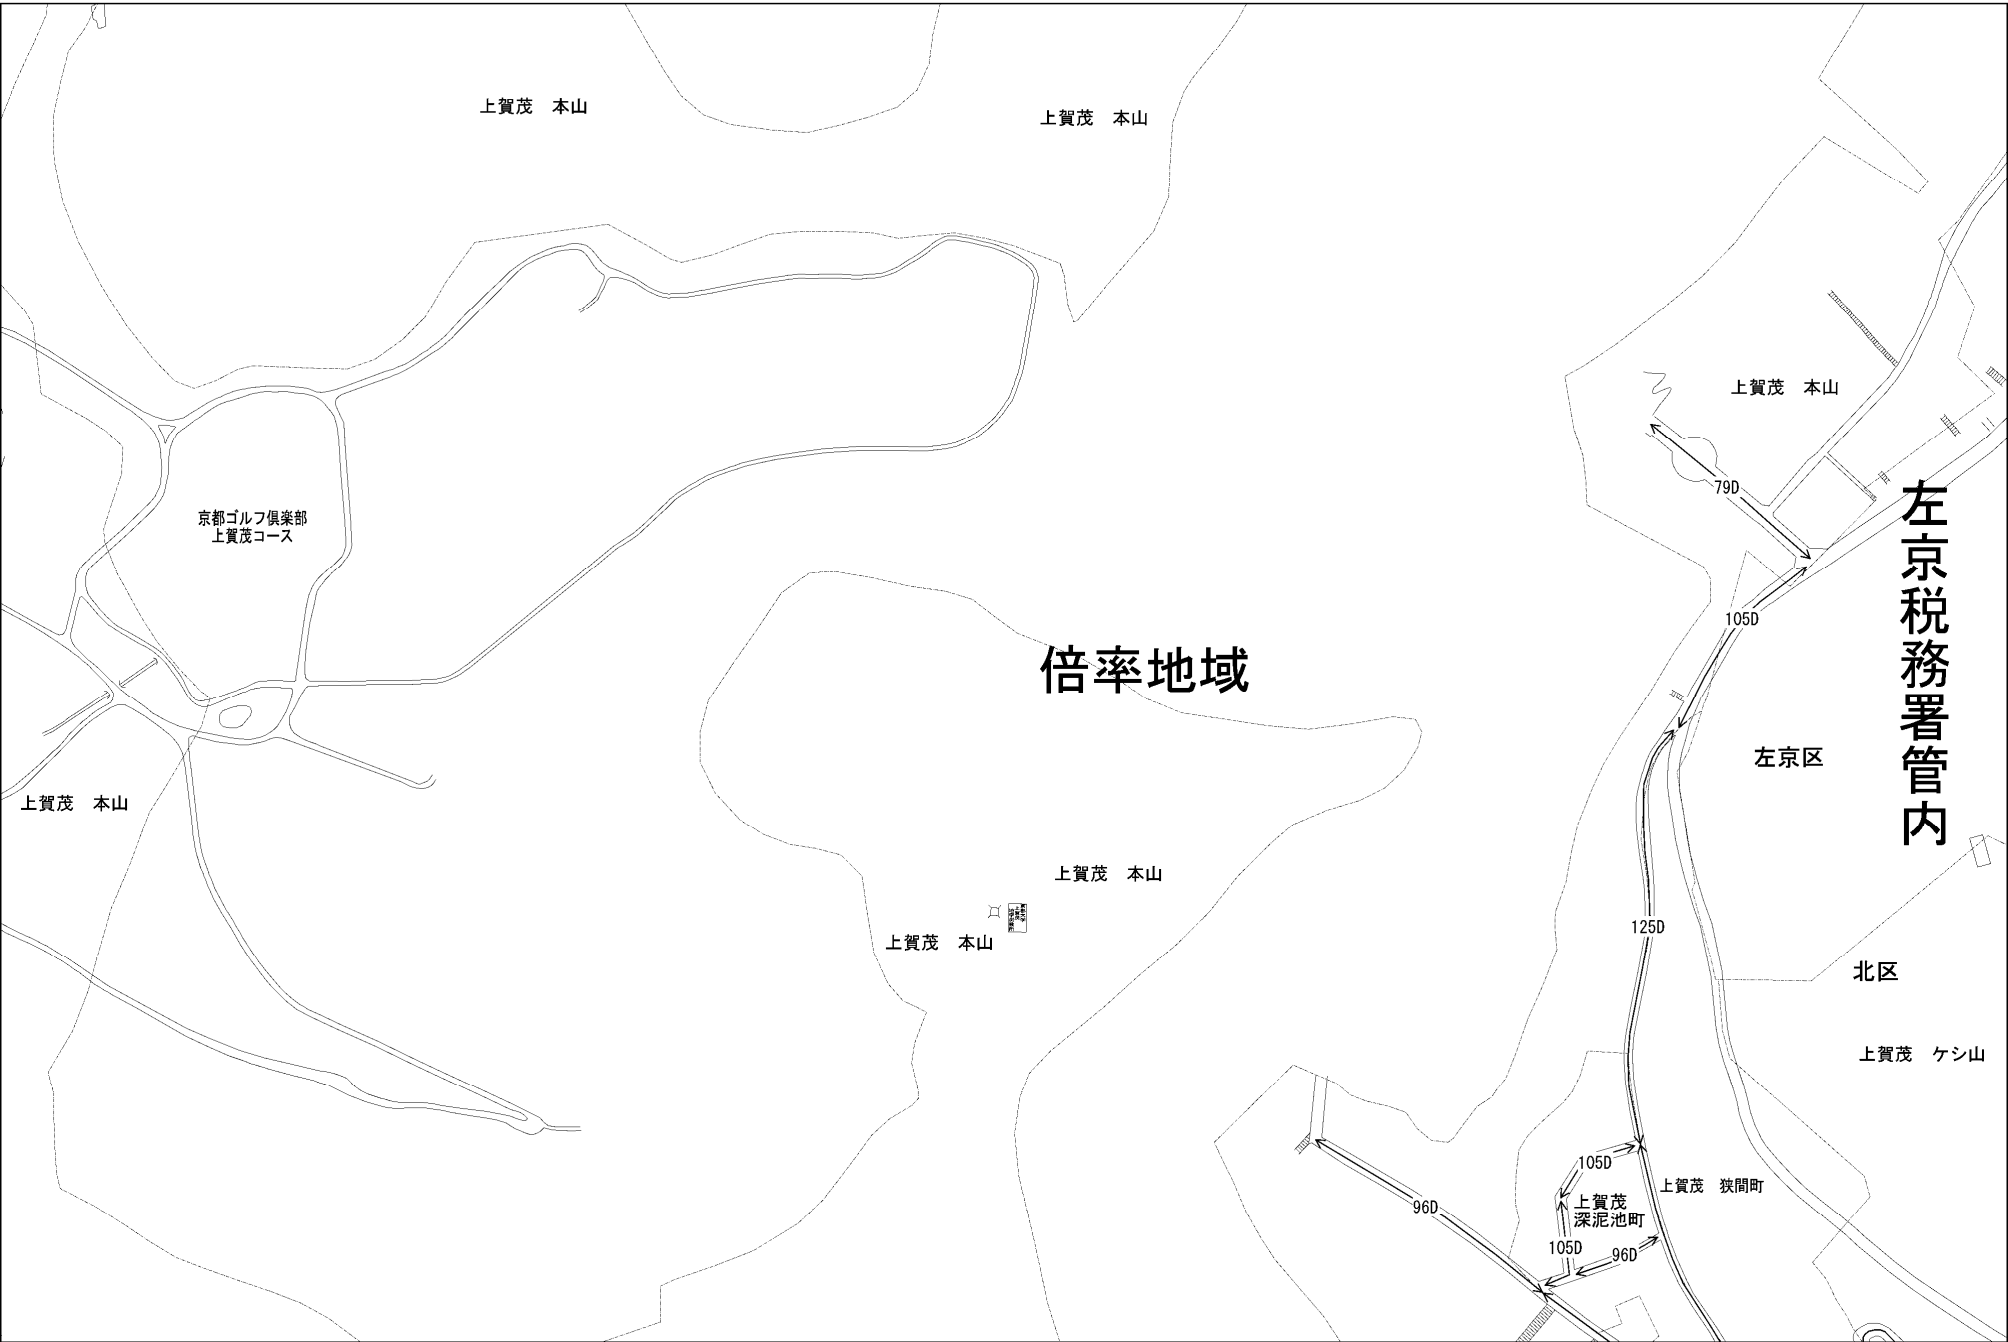 上賀茂　本山
上賀茂　本山
上賀茂　本山
79D
左京税務署管内
京都ゴルフ倶楽部
上賀茂コース
105D
倍率地域
左京区
上賀茂　本山
上賀茂　本山
125D
上賀茂　本山
北区
上賀茂　ケシ山
105D
上賀茂　狭間町
96D
上賀茂
深泥池町
105D
96D